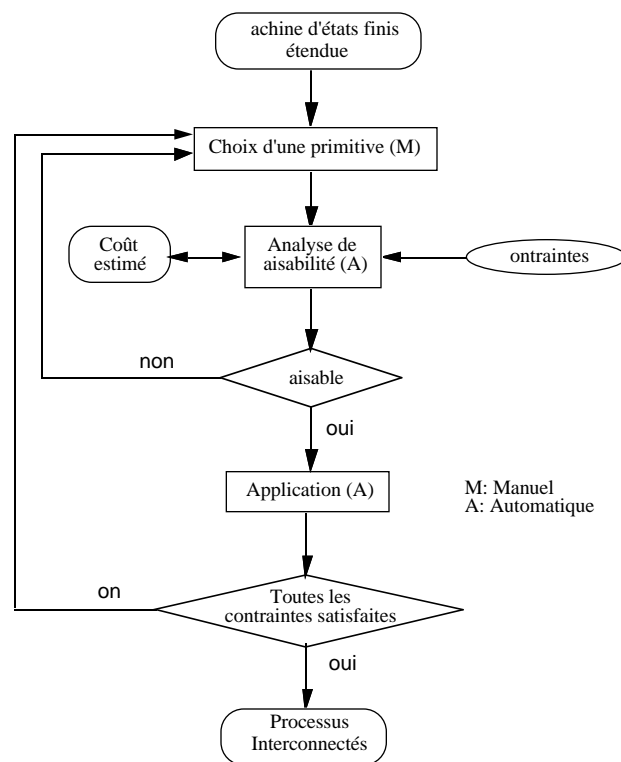 achine d'états finis
étendue
Choix d'une primitive (M)
Coût
estimé
Analyse de
aisabilité (A)
ontraintes
non
aisable
oui
Application (A)
M: Manuel
A: Automatique
on
Toutes les
contraintes satisfaites
oui
Processus
Interconnectés